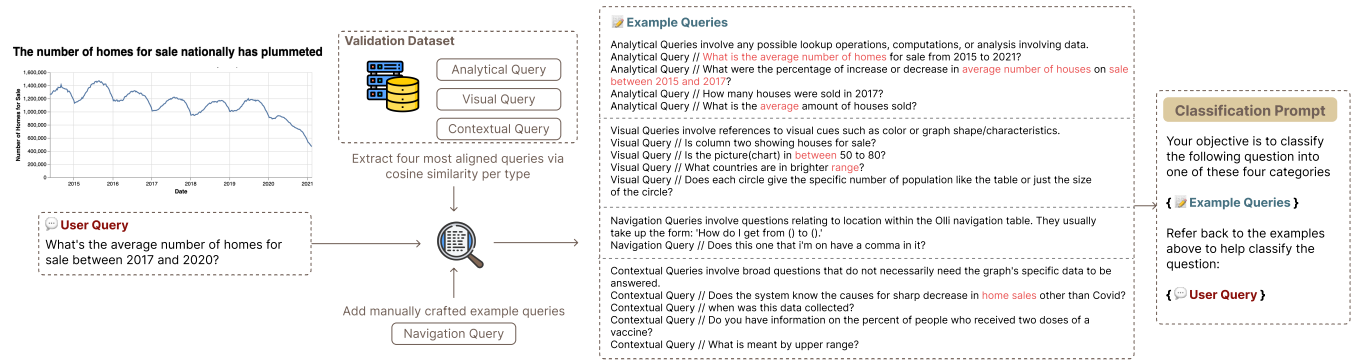 The number of homes for sale nationally has plummeted
Number of Homes for Sale
1,600,000
1,400,000
1,200,000
1,000,000
800,000
600,000
400,000
200,000
0
2015 2016 2017 2018 2019 2020 2021
Date
User Query
What's the average number of homes for
sale between 2017 and 2020?
Validation Dataset
Analytical Query
Visual Query
Contextual Query
Extract four most aligned queries via
cosine similarity per type
Add manually crafted example queries
Navigation Query
Example Queries
Analytical Queries involve any possible lookup operations, computations, or analysis involving data.
Analytical Query // What is the average number of homes for sale from 2015 to 2021?
Analytical Query // What were the percentage of increase or decrease in average number of houses on sale
between 2015 and 2017?
Analytical Query // How many houses were sold in 2017?
Analytical Query // What is the average amount of houses sold?
Visual Queries involve references to visual cues such as color or graph shape/characteristics.
Visual Query // Is column two showing houses for sale?
Visual Query // Is the picture(chart) in between 50 to 80?
Visual Query // What countries are in brighter range?
Visual Query // Does each circle give the specific number of population like the table or just the size
of the circle?
Navigation Queries involve questions relating to location within the Olli navigation table. They usually
take up the form: 'How do I get from () to ().'
Navigation Query // Does this one that i'm on have a comma in it?
Contextual Queries involve broad questions that do not necessarily need the graph's specific data to be
answered.
Contextual Query // Does the system know the causes for sharp decrease in home sales other than Covid?
Contextual Query // when was this data collected?
Contextual Query // Do you have information on the percent of people who received two doses of a
vaccine?
Contextual Query // What is meant by upper range?
Classification Prompt
Your objective is to classify
the following question into
one of these four categories
{ Example Queries }
Refer back to the examples
above to help classify the
question:
{ User Query }